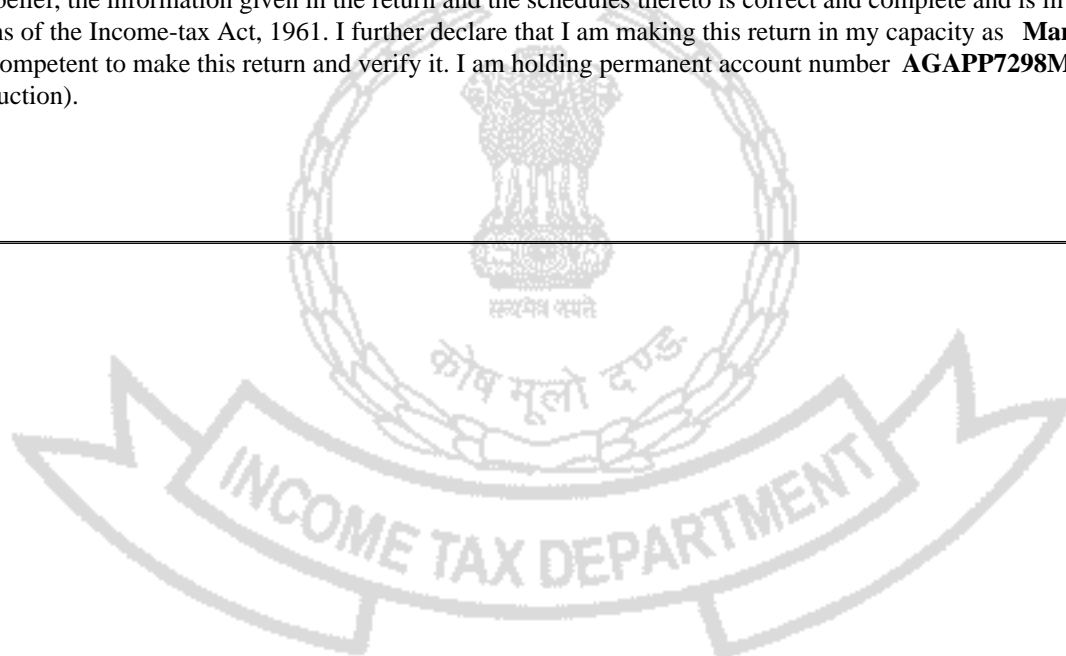 belief, the information given in the return and the schedules thereto is correct and complete and is in
ns of the Income-tax Act, 1961. I further declare that I am making this return in my capacity as Man
ompetent to make this return and verify it. I am holding permanent account number AGAPP7298M
uction).
सत्यमेव जयते
कोष मूलो दण्ड
INCOME TAX DEPARTMENT